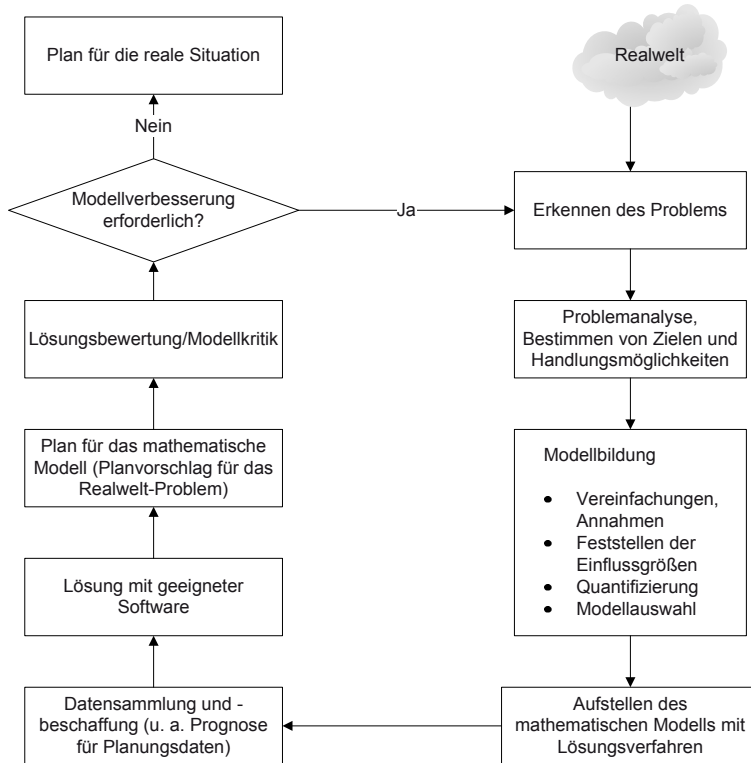 Plan für die reale Situation
Realwelt
Nein
Modellverbesserung
erforderlich?
Ja
Erkennen des Problems
Lösungsbewertung/Modellkritik
Problemanalyse,
Bestimmen von Zielen und
Handlungsmöglichkeiten
Plan für das mathematische
Modell (Planvorschlag für das
Realwelt-Problem)
Modellbildung
• Vereinfachungen,
Annahmen
• Feststellen der
Einflussgrößen
• Quantifizierung
• Modellauswahl
Lösung mit geeigneter
Software
Datensammlung und -
beschaffung (u. a. Prognose
für Planungsdaten)
Aufstellen des
mathematischen Modells mit
Lösungsverfahren